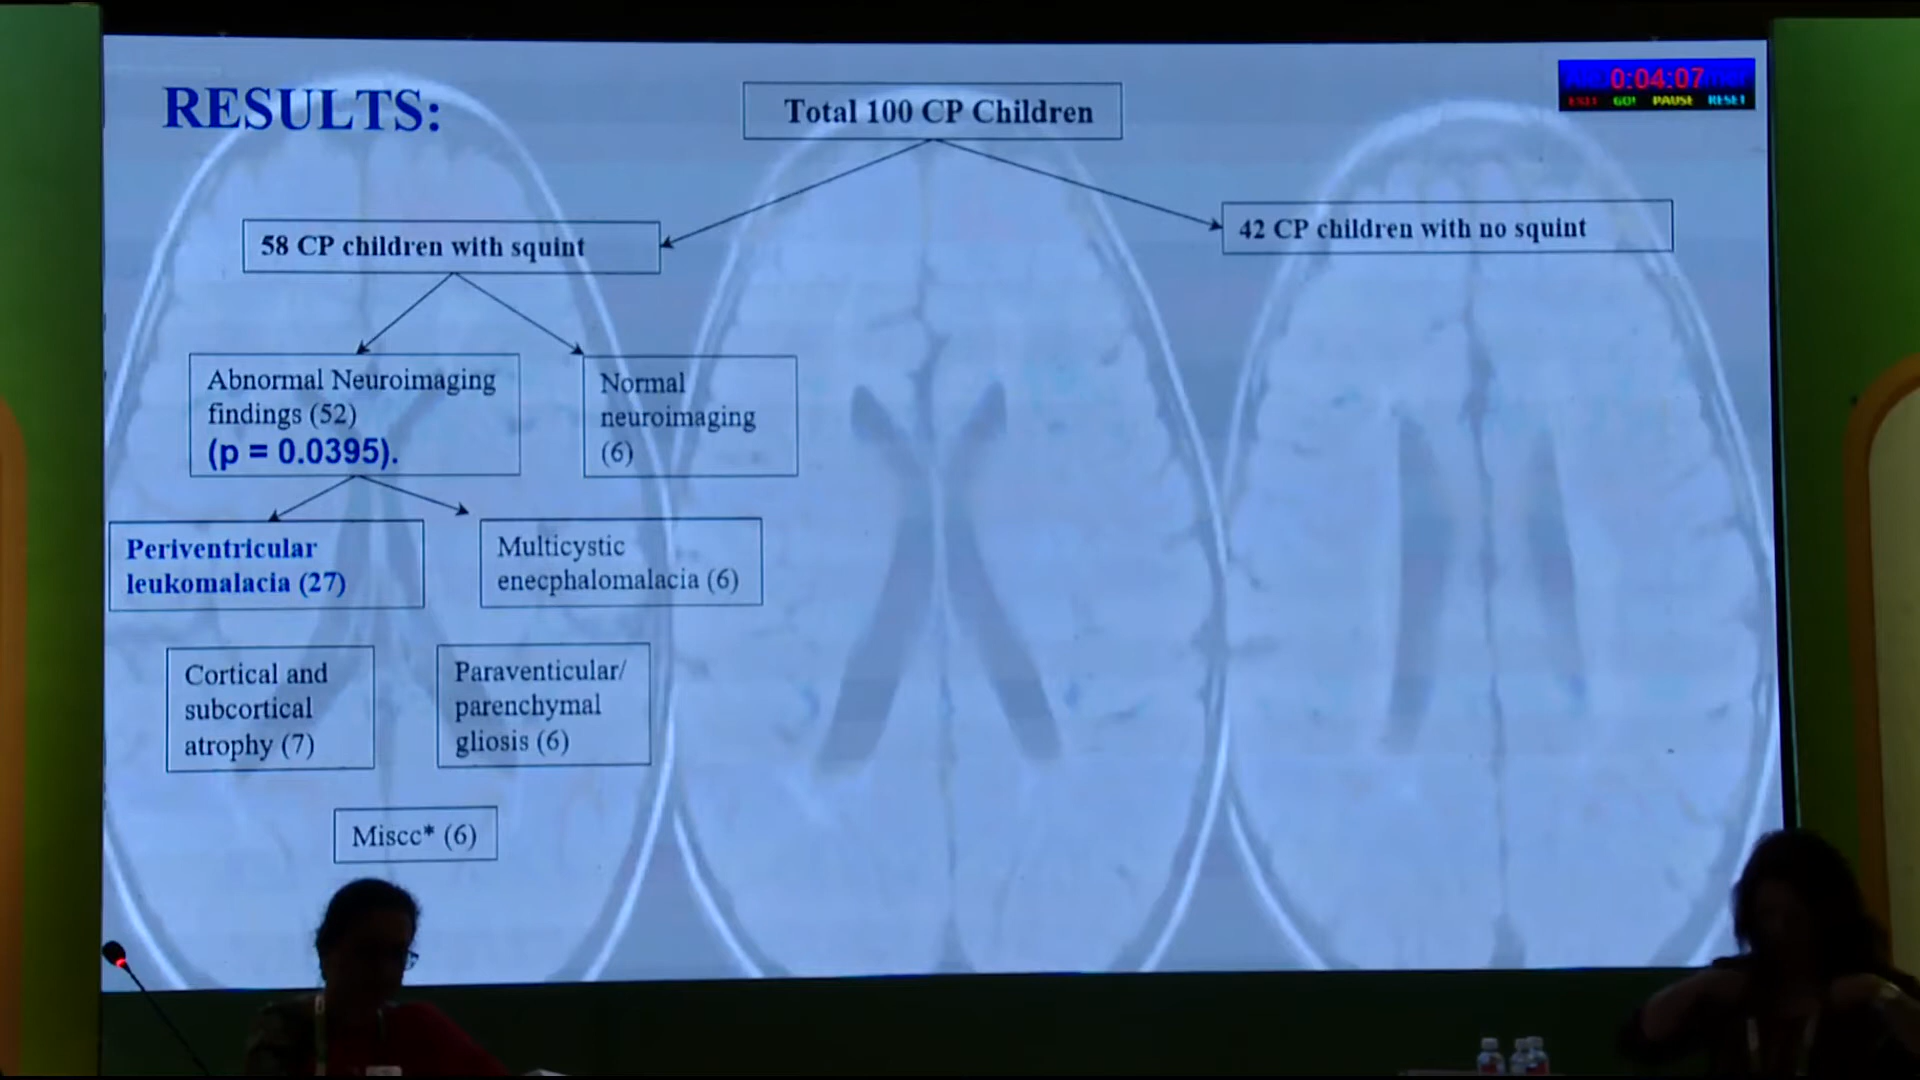 RESULTS:
Total 100 CP Children
0:04:07
EXIT GO! PAUSE RESET
58 CP children with squint
42 CP children with no squint
Abnormal Neuroimaging
findings (52)
(p = 0.0395).
Normal
neuroimaging
(6)
Periventricular
leukomalacia (27)
Multicystic
enecphalomalacia (6)
Cortical and
subcortical
atrophy (7)
Paraventicular/
parenchymal
gliosis (6)
Miscc* (6)